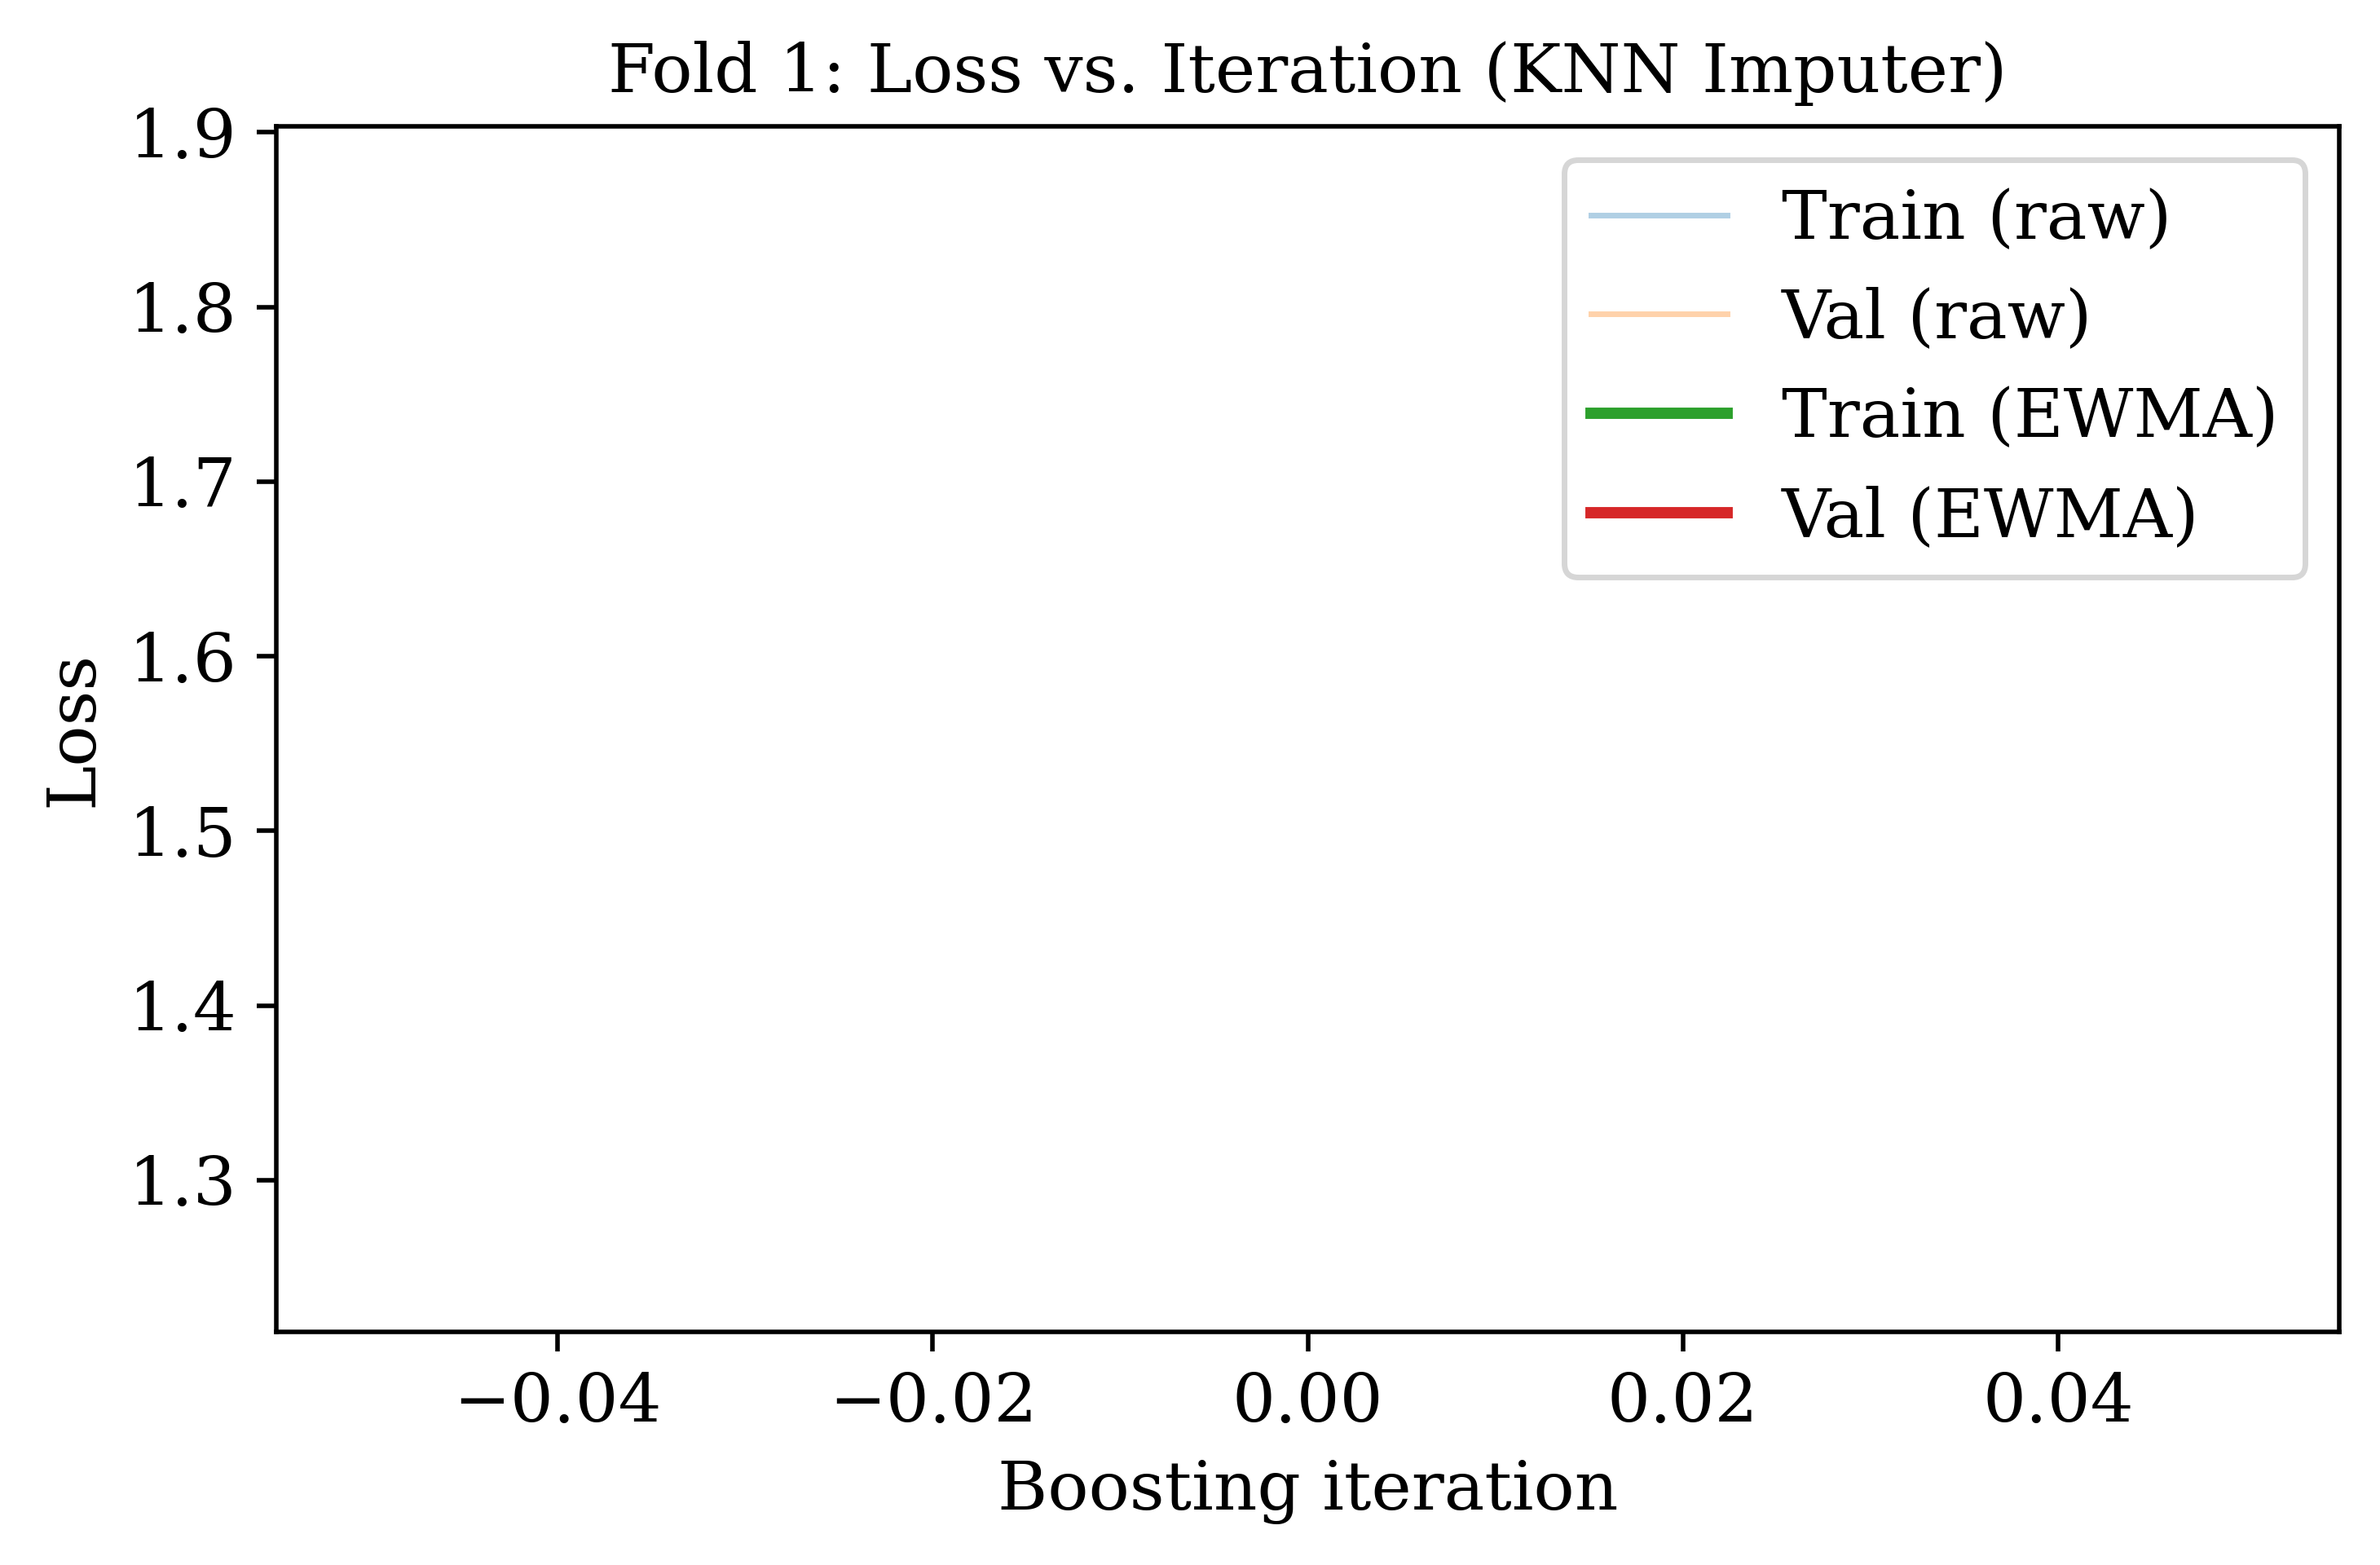 Fold 1: Loss vs. Iteration (KNN Imputer)
1.9
1.8
1.7
1.6
1.5
1.4
1.3
Loss
Train (raw)
Val (raw)
Train (EWMA)
Val (EWMA)
−0.04 −0.02 0.00 0.02 0.04
Boosting iteration